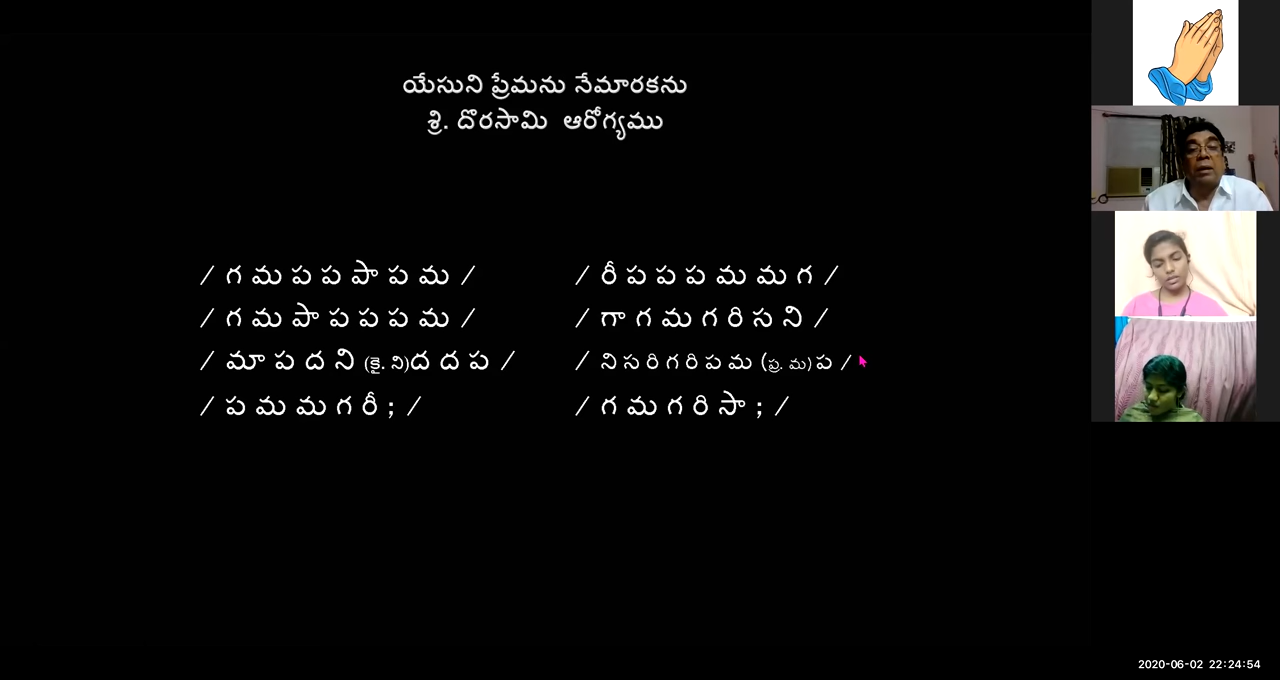 యేసుని ప్రేమను నేమారకను
శ్రి. దొరసామి ఆరోగ్యము
/ గ మ ప ప పా ప మ / / రీ ప ప ప మ మ గ /
/ గ మ పా ప ప ప మ / / గా గ మ గ రి స ని /
/ మా ప ద ని (కై. ని)ద ద ప / / ని స రి గ రి ప మ (ప్ర. మ)ప /
/ ప మ మ గ రీ ; / / గ మ గ రి సా ; /
2020-06-02 22:24:54